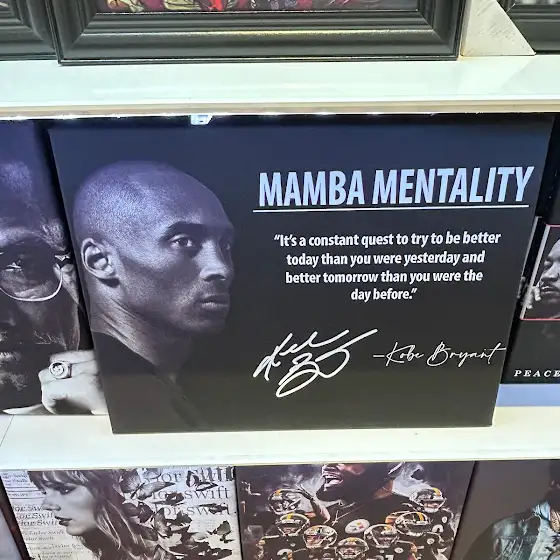 MAMBA MENTALITY
“It’s a constant quest to try to be better
today than you were yesterday and
better tomorrow than you were the
day before.”
–Kobe Bryant
PEACE